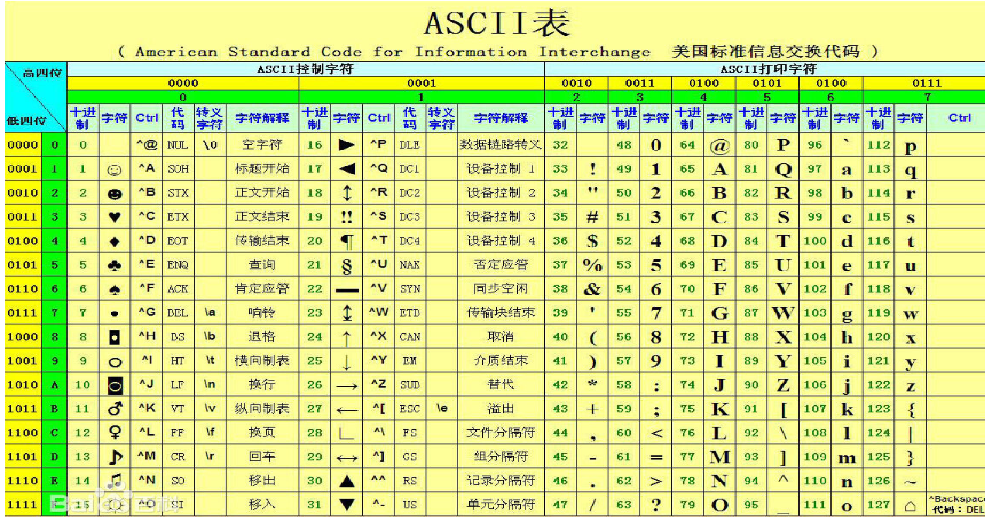 ASCII表
( American Standard Code for Information Interchange 美国标准信息交换代码 )
高四位 ASCII控制字符 ASCII打印字符
0000 0001 0010 0011 0100 0101 0100 0111
0 1 2 3 4 5 6 7
低四位 十进制 字符 Ctrl 代码 转义字符 字符解释 十进制 字符 Ctrl 代码 转义字符 字符解释 十进制 字符 十进制 字符 十进制 字符 十进制 字符 十进制 字符 十进制 字符 Ctrl
0000 0 0 ^@ NUL \0 空字符 16 ► ^P DLE 数据链路转义 32 48 0 64 @ 80 P 96 ` 112 p
0001 1 1 ☺ ^A SOH 标题开始 17 ◄ ^Q DC1 设备控制 1 33 ! 49 1 65 A 81 Q 97 a 113 q
0010 2 2 ☻ ^B STX 正文开始 18 ↕ ^R DC2 设备控制 2 34 " 50 2 66 B 82 R 98 b 114 r
0011 3 3 ♥ ^C ETX 正文结束 19 ‼ ^S DC3 设备控制 3 35 # 51 3 67 C 83 S 99 c 115 s
0100 4 4 ♦ ^D EOT 传输结束 20 ¶ ^T DC4 设备控制 4 36 $ 52 4 68 D 84 T 100 d 116 t
0101 5 5 ♣ ^E ENQ 查询 21 § ^U NAK 否定应答 37 % 53 5 69 E 85 U 101 e 117 u
0110 6 6 ♠ ^F ACK 肯定应答 22 ▬ ^V SYN 同步空闲 38 & 54 6 70 F 86 V 102 f 118 v
0111 7 7 • ^G BEL \a 响铃 23 ↨ ^W ETB 传输块结束 39 ' 55 7 71 G 87 W 103 g 119 w
1000 8 8 ◘ ^H BS \b 退格 24 ↑ ^X CAN 取消 40 ( 56 8 72 H 88 X 104 h 120 x
1001 9 9 ○ ^I HT \t 横向制表 25 ↓ ^Y EM 介质结束 41 ) 57 9 73 I 89 Y 105 i 121 y
1010 A 10 ◙ ^J LF \n 换行 26 → ^Z SUB 替代 42 * 58 : 74 J 90 Z 106 j 122 z
1011 B 11 ♂ ^K VT \v 纵向制表 27 ← ^[ ESC \e 溢出 43 + 59 ; 75 K 91 [ 107 k 123 {
1100 C 12 ♀ ^L FF \f 换页 28 ∟ ^\ FS 文件分隔符 44 , 60 < 76 L 92 \ 108 l 124 |
1101 D 13 ♪ ^M CR \r 回车 29 ↔ ^] GS 组分隔符 45 - 61 = 77 M 93 ] 109 m 125 }
1110 E 14 ♫ ^N SO 移出 30 ▲ ^^ RS 记录分隔符 46 . 62 > 78 N 94 ^ 110 n 126 ~
1111 F 15 ☼ ^O SI 移入 31 ▼ ^- US 单元分隔符 47 / 63 ? 79 O 95 _ 111 o 127 ⌂ ^Backspace 代码：DEL
Bai百科